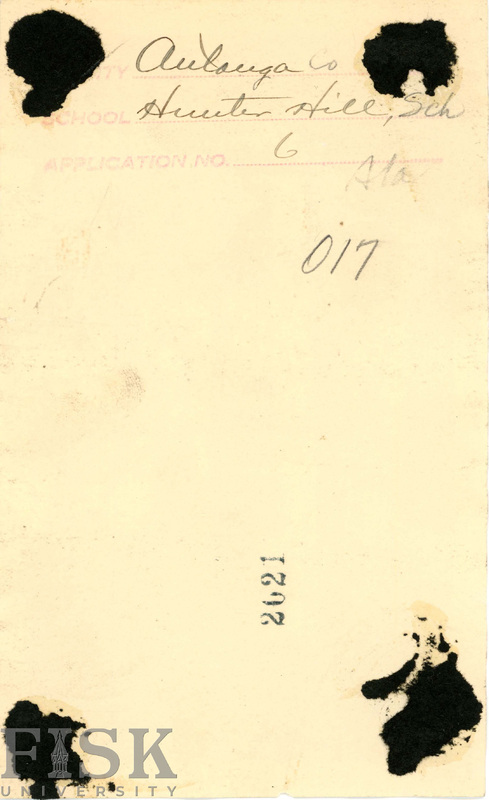 COUNTY Autauga Co
SCHOOL Hunter Hill, Sch
APPLICATION NO. 6
Ala
017
2021
FISK
UNIVERSITY